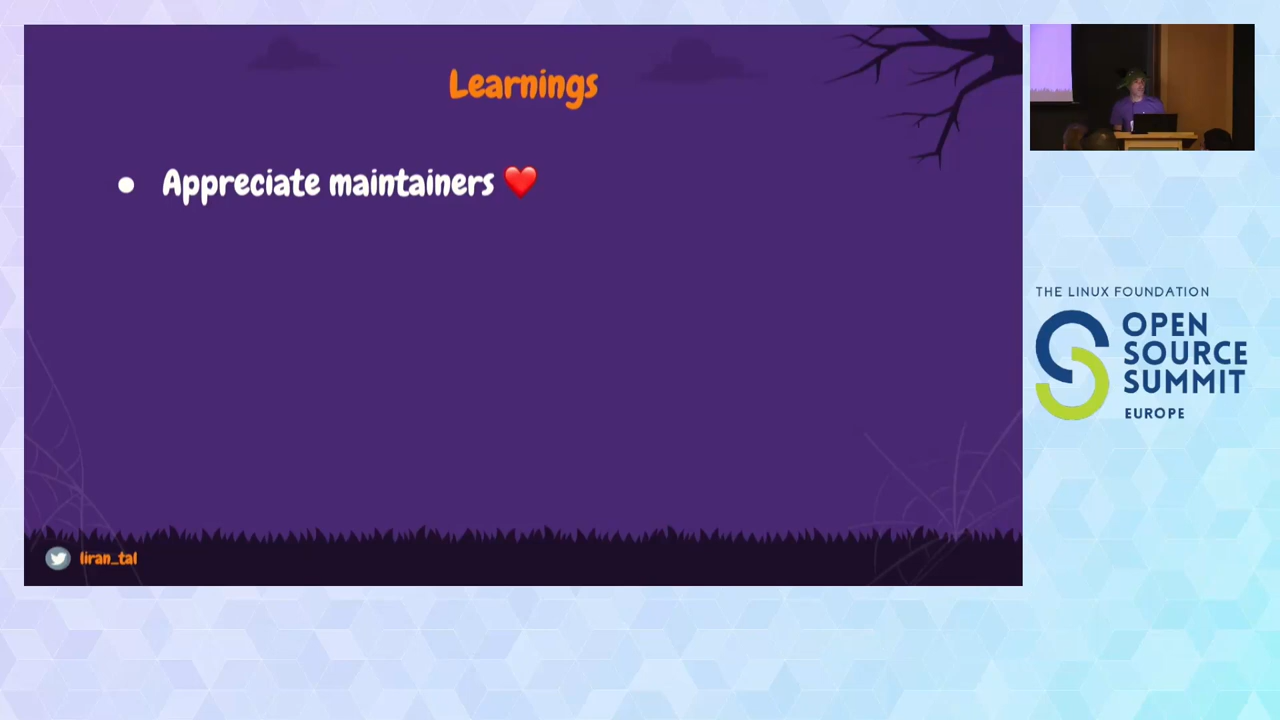 Learnings
● Appreciate maintainers ❤️
liran_tal
THE LINUX FOUNDATION
OPEN
SOURCE
SUMMIT
EUROPE